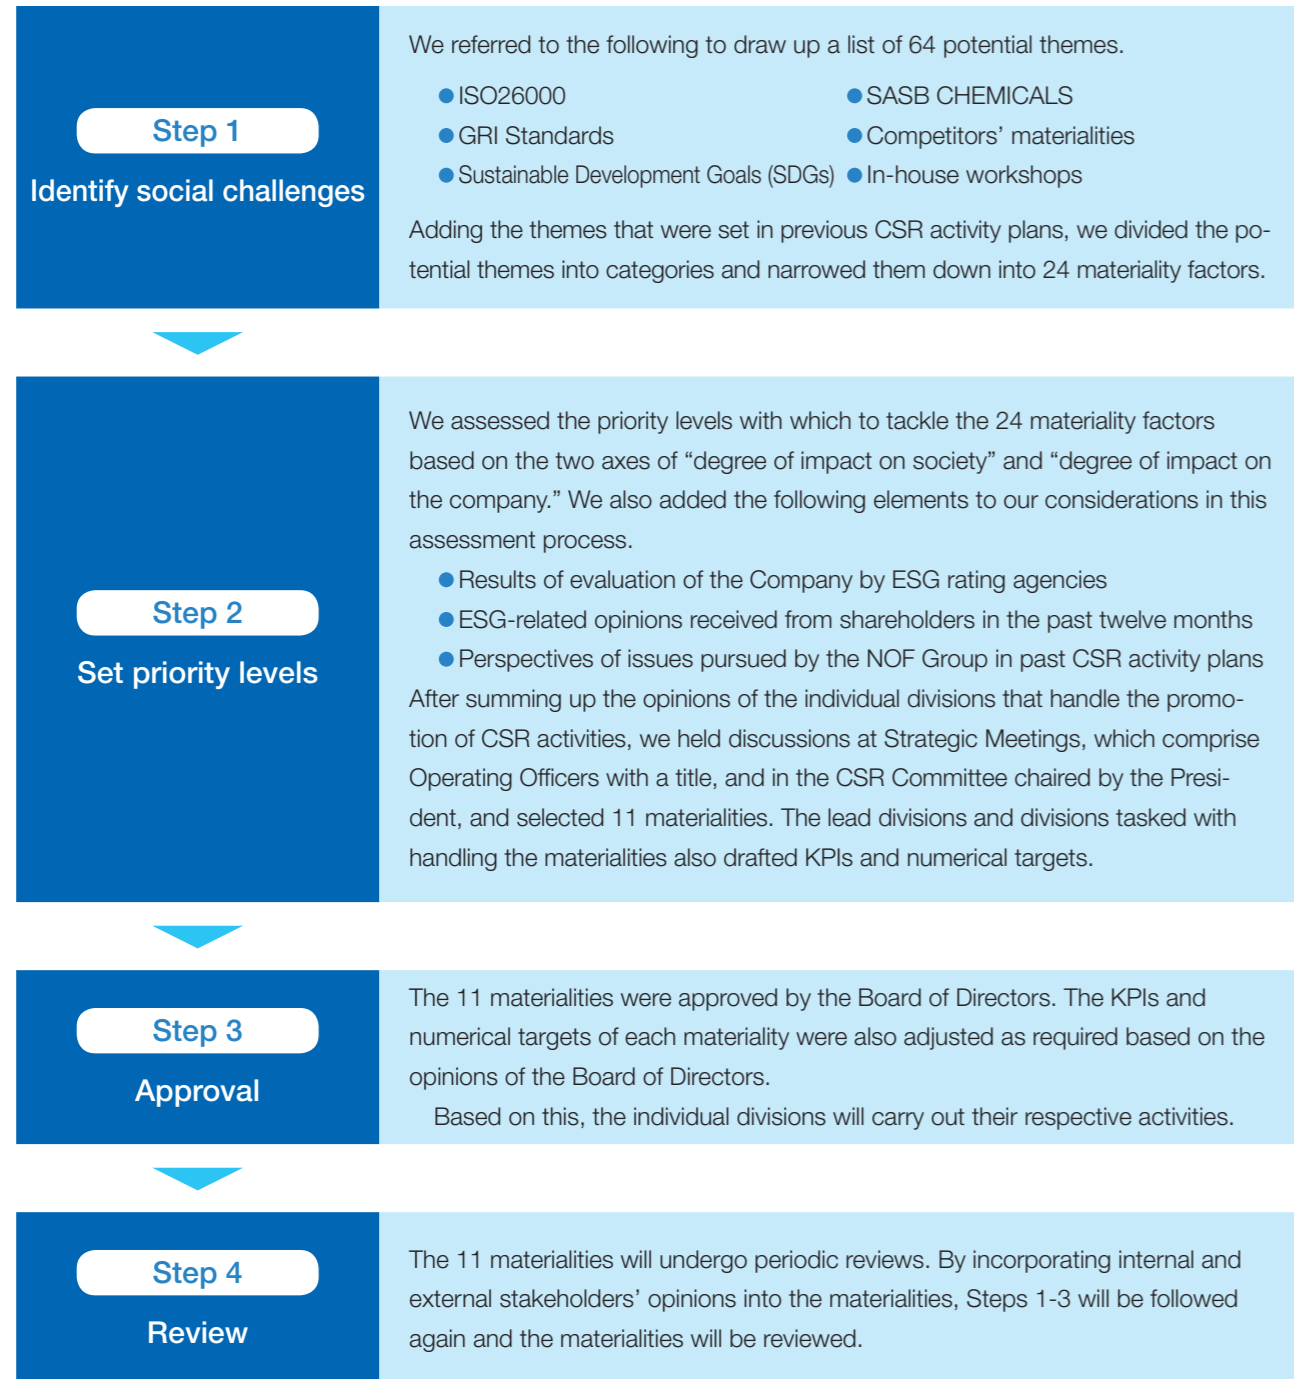 Step 1
Identify social challenges
We referred to the following to draw up a list of 64 potential themes.
● ISO26000
● SASB CHEMICALS
● GRI Standards
● Competitors’ materialities
● Sustainable Development Goals (SDGs)
● In-house workshops
Adding the themes that were set in previous CSR activity plans, we divided the po-
tential themes into categories and narrowed them down into 24 materiality factors.
Step 2
Set priority levels
We assessed the priority levels with which to tackle the 24 materiality factors
based on the two axes of “degree of impact on society” and “degree of impact on
the company.” We also added the following elements to our considerations in this
assessment process.
● Results of evaluation of the Company by ESG rating agencies
● ESG-related opinions received from shareholders in the past twelve months
● Perspectives of issues pursued by the NOF Group in past CSR activity plans
After summing up the opinions of the individual divisions that handle the promo-
tion of CSR activities, we held discussions at Strategic Meetings, which comprise
Operating Officers with a title, and in the CSR Committee chaired by the Presi-
dent, and selected 11 materialities. The lead divisions and divisions tasked with
handling the materialities also drafted KPIs and numerical targets.
Step 3
Approval
The 11 materialities were approved by the Board of Directors. The KPIs and
numerical targets of each materiality were also adjusted as required based on the
opinions of the Board of Directors.
Based on this, the individual divisions will carry out their respective activities.
Step 4
Review
The 11 materialities will undergo periodic reviews. By incorporating internal and
external stakeholders’ opinions into the materialities, Steps 1-3 will be followed
again and the materialities will be reviewed.